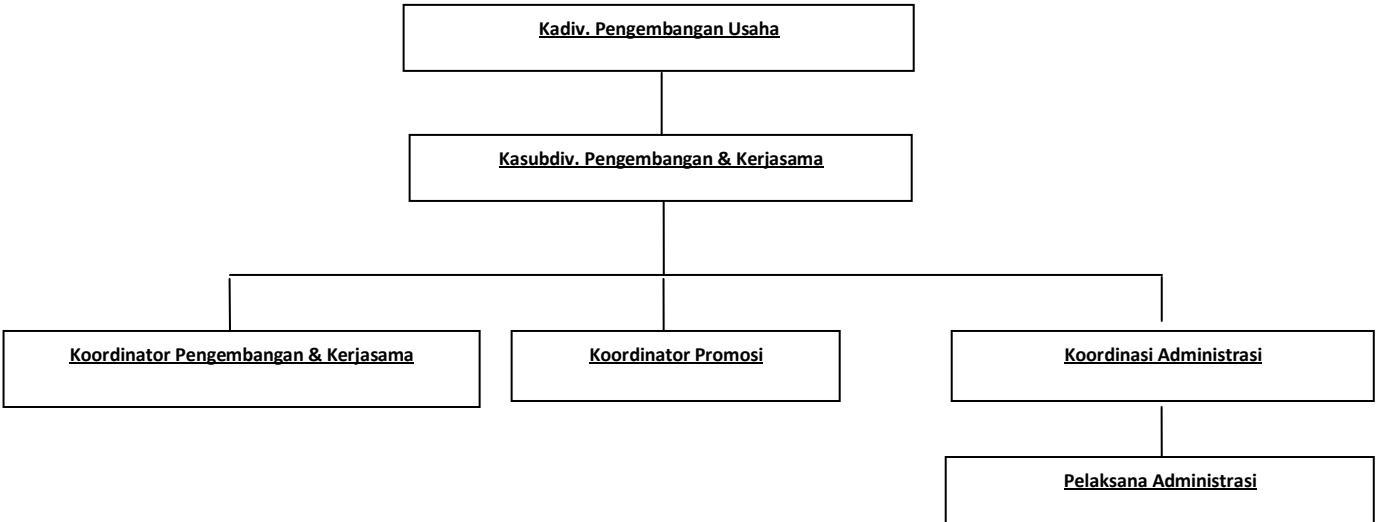 Kadiv. Pengembangan Usaha
Kasubdiv. Pengembangan & Kerjasama
Koordinator Pengembangan & Kerjasama
Koordinator Promosi
Koordinasi Administrasi
Pelaksana Administrasi